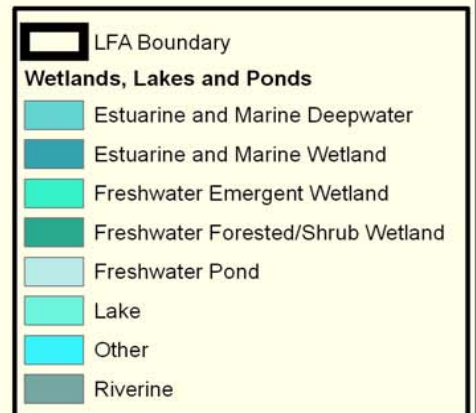 LFA Boundary
Wetlands, Lakes and Ponds
Estuarine and Marine Deepwater
Estuarine and Marine Wetland
Freshwater Emergent Wetland
Freshwater Forested/Shrub Wetland
Freshwater Pond
Lake
Other
Riverine